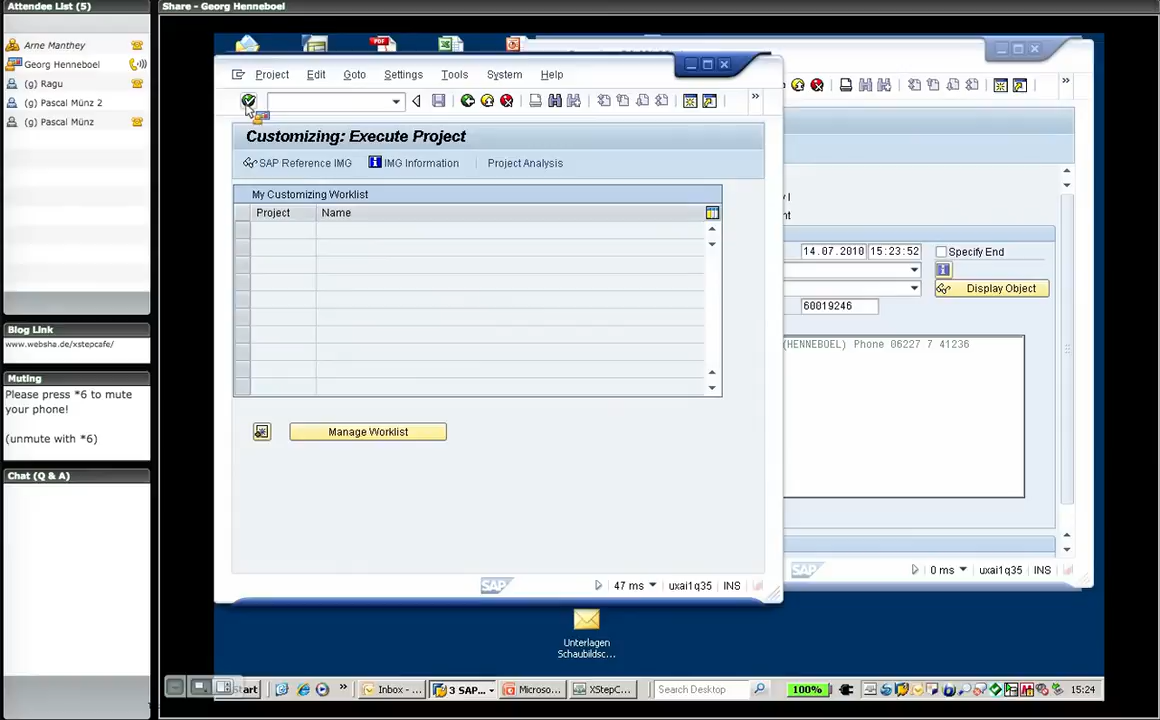 Attendee List (5)
Arne Manthey
Georg Henneboel
(g) Ragu
(g) Pascal Münz 2
(g) Pascal Münz
Blog Link
www.websha.de/xstepcafe/
Muting
Please press *6 to mute
your phone!
(unmute with *6)
Chat (Q & A)
Share - Georg Henneboel
Project Edit Goto Settings Tools System Help
Customizing: Execute Project
SAP Reference IMG IMG Information Project Analysis
My Customizing Worklist
Project Name
Manage Worklist
SAP 47 ms uxai1q35 INS
14.07.2010 15:23:52 Specify End
Display Object
60019246
(HENNEBOEL) Phone 06227 7 41236
SAP 0 ms uxai1q35 INS
Unterlagen
Schaubildsc...
Start Inbox - ... 3 SAP... Microso... XStepC... Search Desktop 100% 15:24